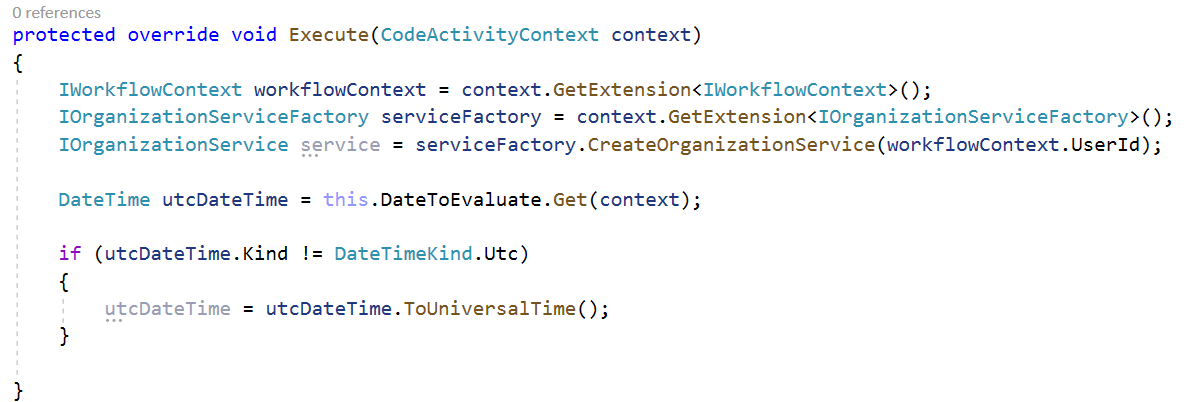 0 references
protected override void Execute(CodeActivityContext context)
{
    IWorkflowContext workflowContext = context.GetExtension<IWorkflowContext>();
    IOrganizationServiceFactory serviceFactory = context.GetExtension<IOrganizationServiceFactory>();
    IOrganizationService service = serviceFactory.CreateOrganizationService(workflowContext.UserId);
    DateTime utcDateTime = this.DateToEvaluate.Get(context);
    if (utcDateTime.Kind != DateTimeKind.Utc)
    {
        utcDateTime = utcDateTime.ToUniversalTime();
    }
}